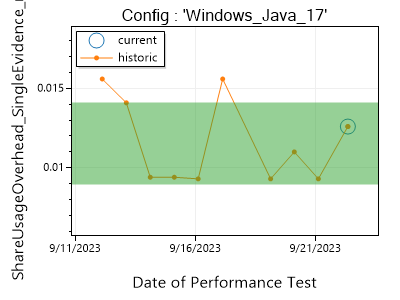 Config : 'Windows_Java_17'
current
historic
ShareUsageOverhead_SingleEvidence_
0.015
0.01
9/11/2023
9/16/2023
9/21/2023
Date of Performance Test